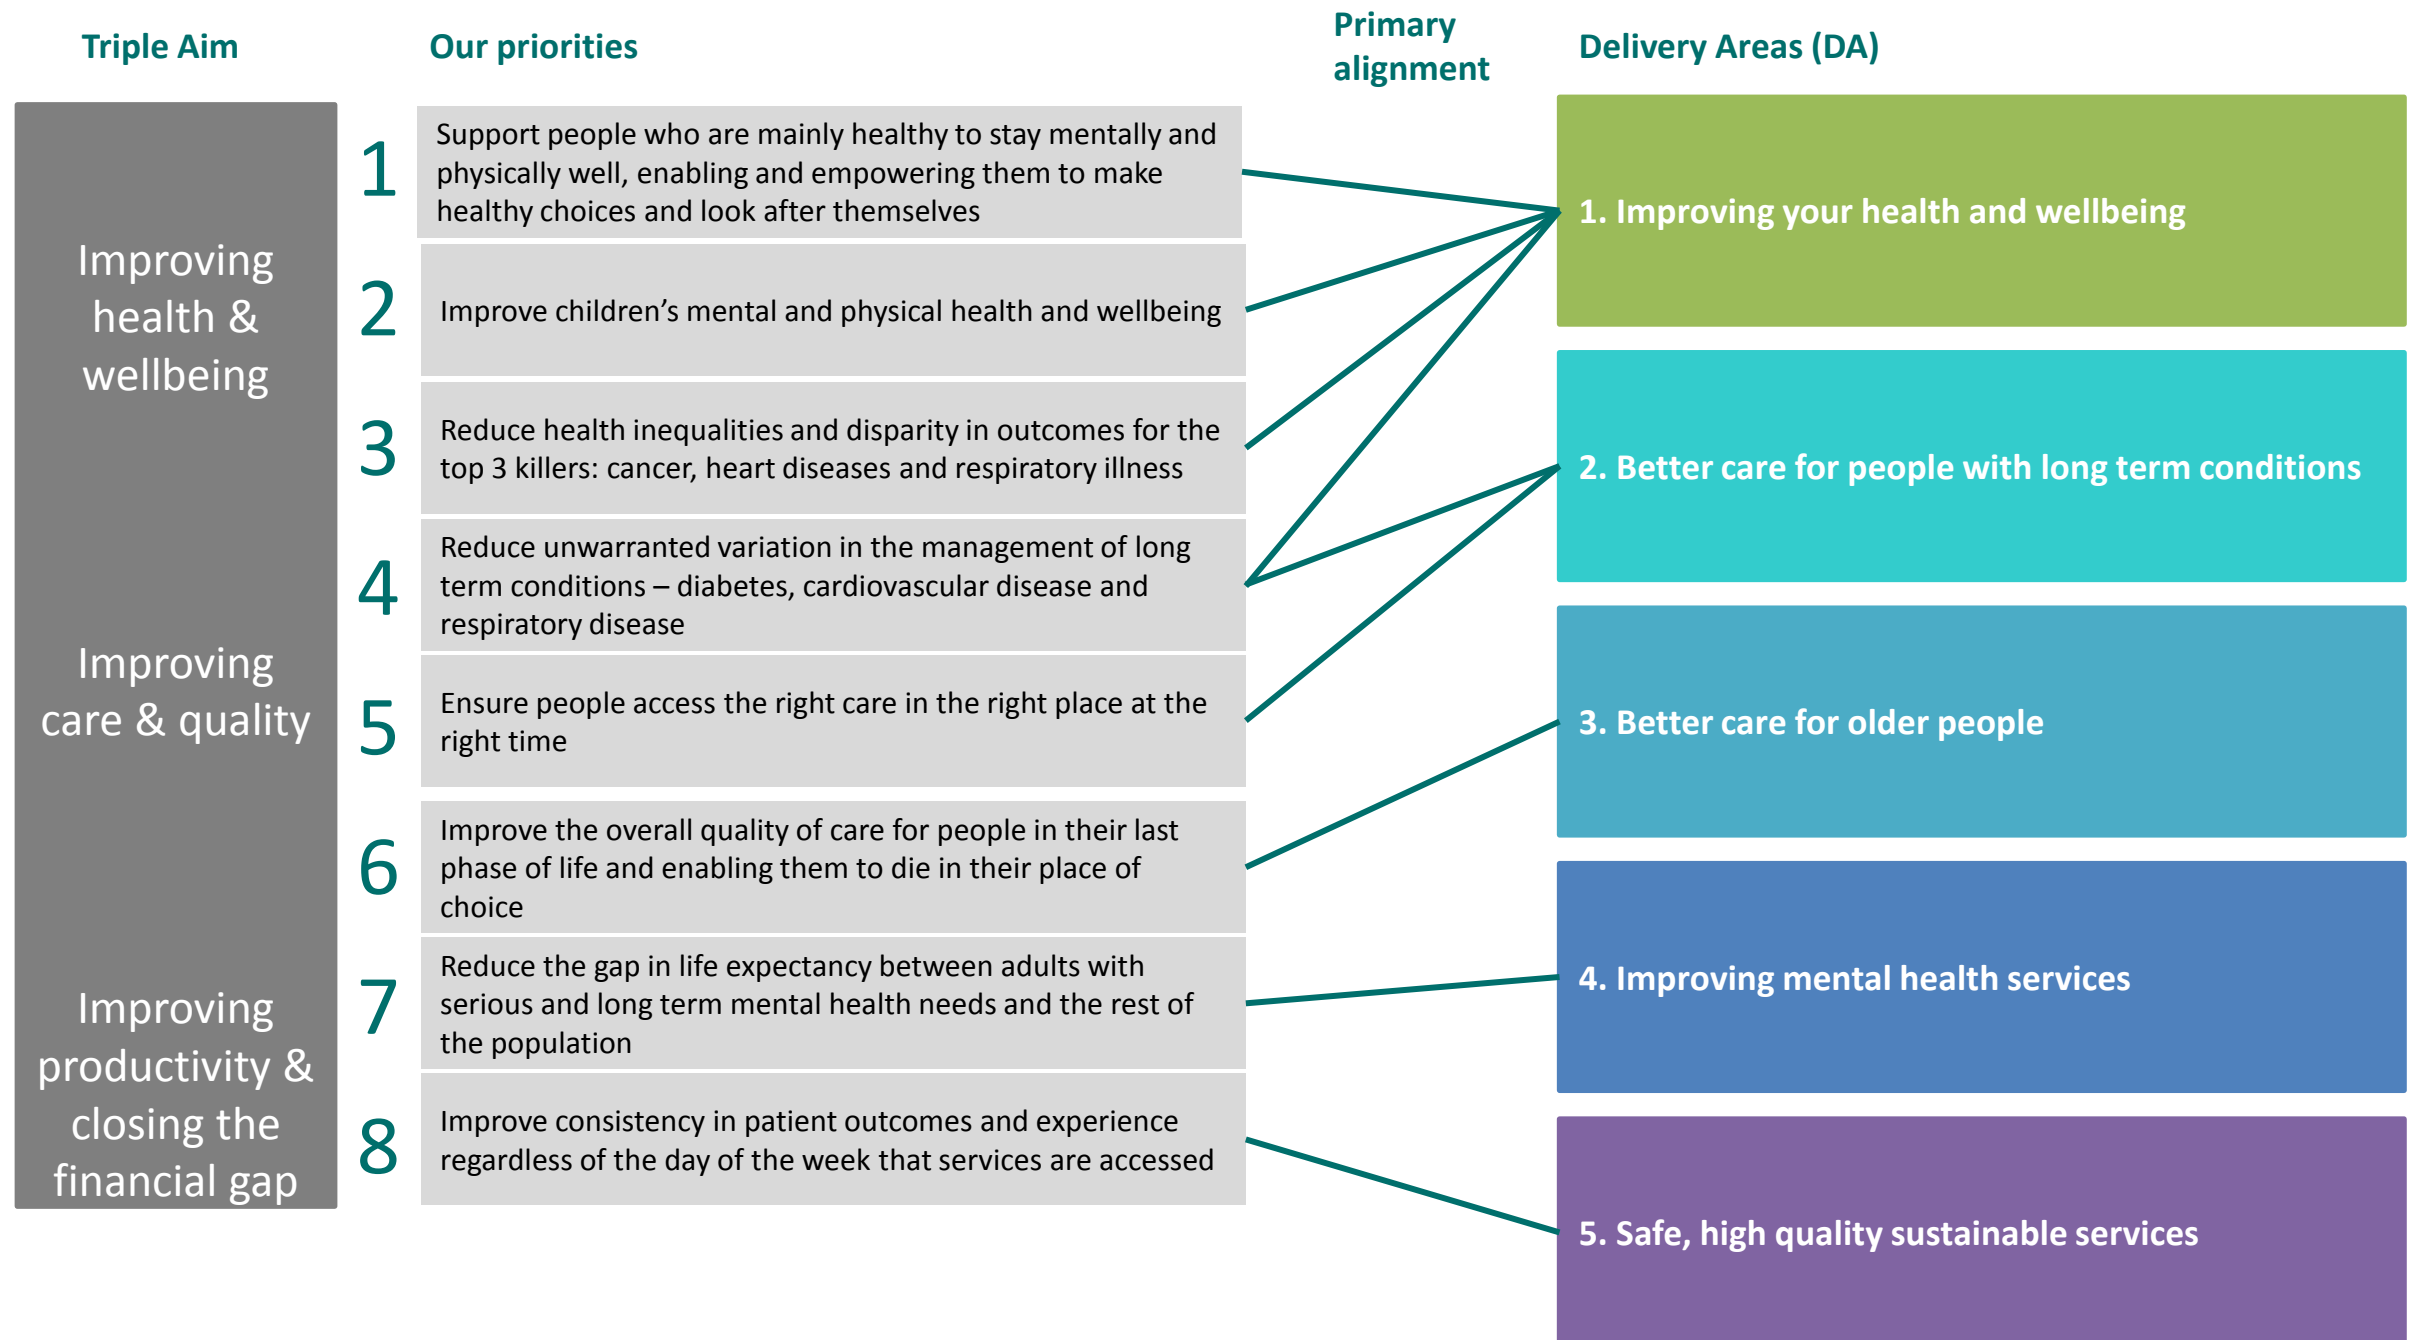 Triple Aim
Our priorities
Primary
alignment
Delivery Areas (DA)
Improving
health &
wellbeing
Improving
care & quality
Improving
productivity &
closing the
financial gap
1
Support people who are mainly healthy to stay mentally and
physically well, enabling and empowering them to make
healthy choices and look after themselves
2
Improve children’s mental and physical health and wellbeing
3
Reduce health inequalities and disparity in outcomes for the
top 3 killers: cancer, heart diseases and respiratory illness
4
Reduce unwarranted variation in the management of long
term conditions – diabetes, cardiovascular disease and
respiratory disease
5
Ensure people access the right care in the right place at the
right time
6
Improve the overall quality of care for people in their last
phase of life and enabling them to die in their place of
choice
7
Reduce the gap in life expectancy between adults with
serious and long term mental health needs and the rest of
the population
8
Improve consistency in patient outcomes and experience
regardless of the day of the week that services are accessed
1. Improving your health and wellbeing
2. Better care for people with long term conditions
3. Better care for older people
4. Improving mental health services
5. Safe, high quality sustainable services